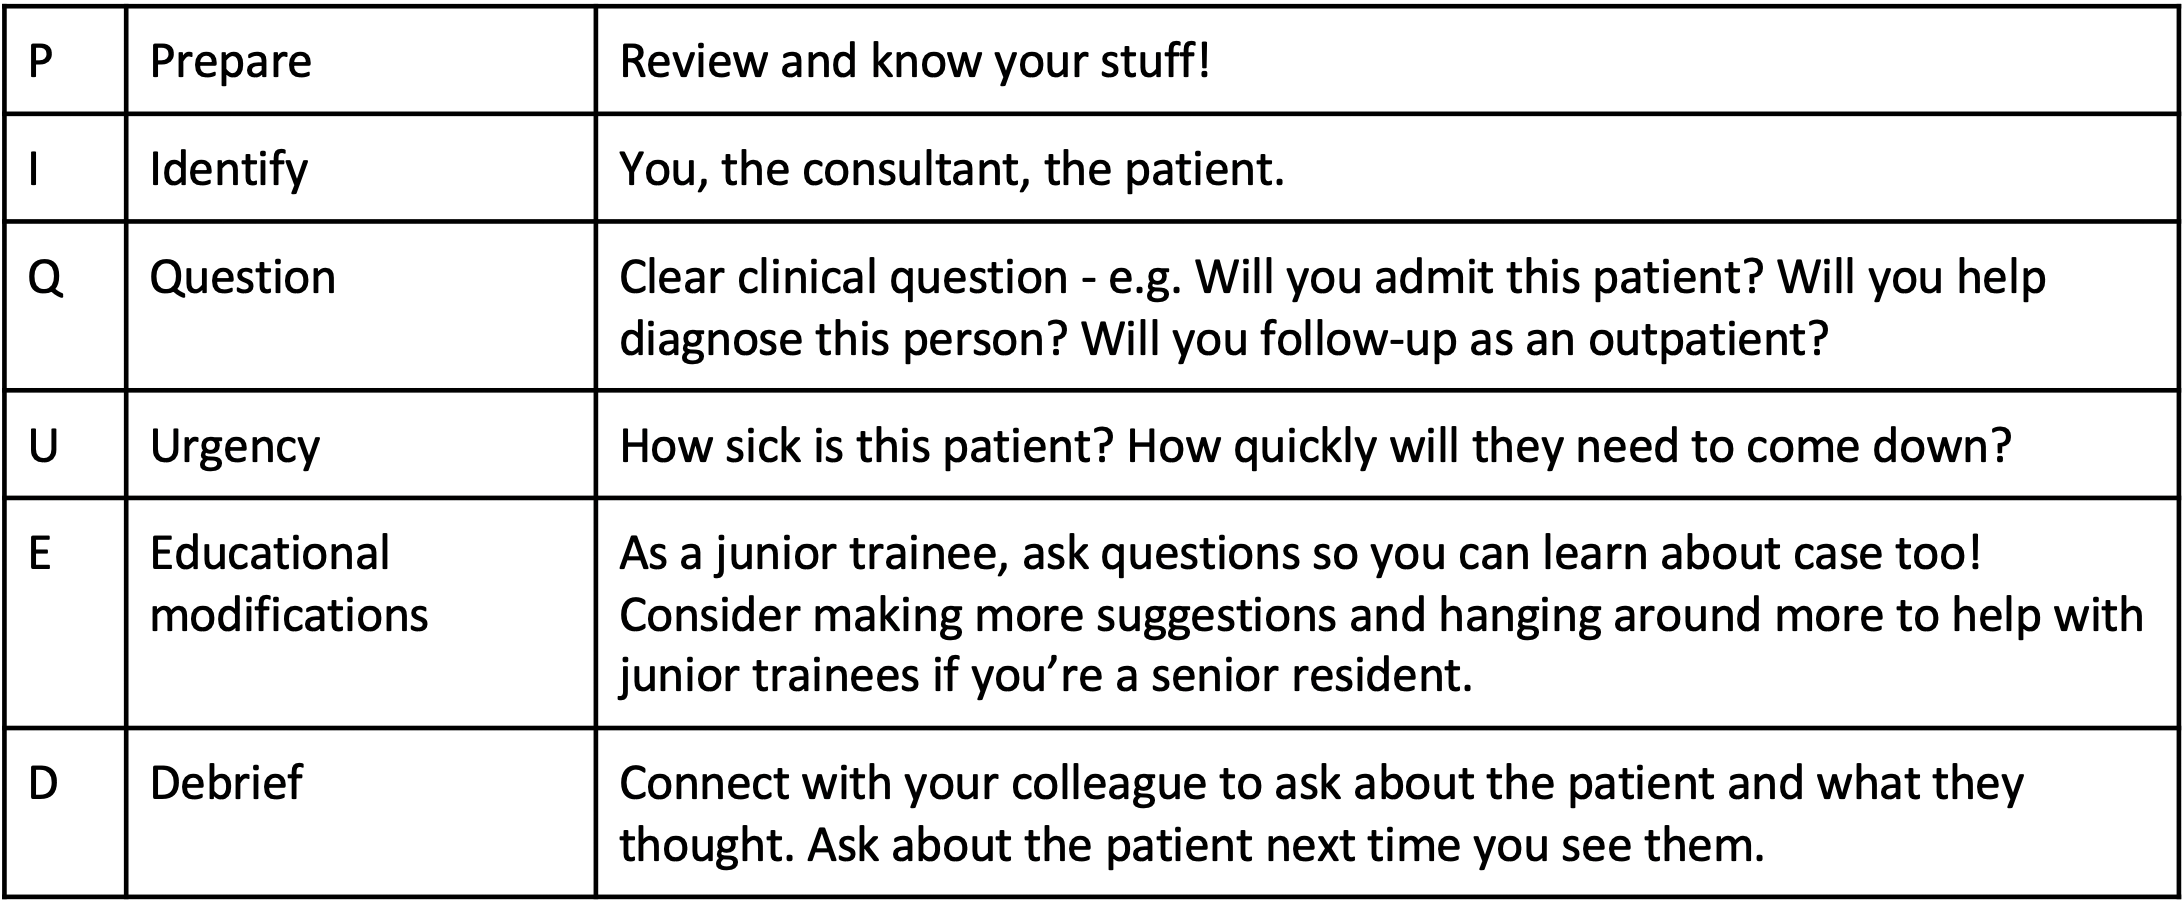 P Prepare Review and know your stuff!
I Identify You, the consultant, the patient.
Q Question Clear clinical question - e.g. Will you admit this patient? Will you help
diagnose this person? Will you follow-up as an outpatient?
U Urgency How sick is this patient? How quickly will they need to come down?
E Educational As a junior trainee, ask questions so you can learn about case too!
modifications Consider making more suggestions and hanging around more to help with
junior trainees if you’re a senior resident.
D Debrief Connect with your colleague to ask about the patient and what they
thought. Ask about the patient next time you see them.